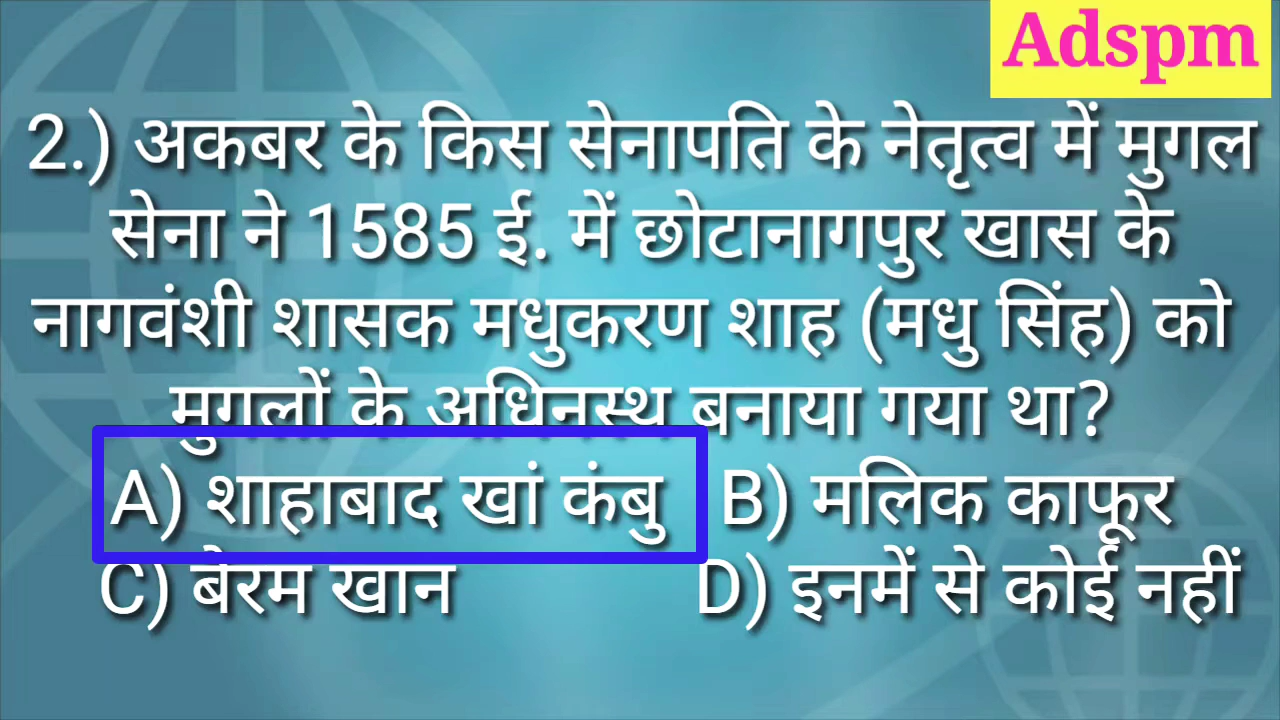 Adspm
2.) अकबर के किस सेनापति के नेतृत्व में मुगल
सेना ने 1585 ई. में छोटानागपुर खास के
नागवंशी शासक मधुकरण शाह (मधु सिंह) को
मुगलों के अधिनस्थ बनाया गया था?
A) शाहाबाद खां कंबु B) मलिक काफूर
C) बेरम खान D) इनमें से कोई नहीं